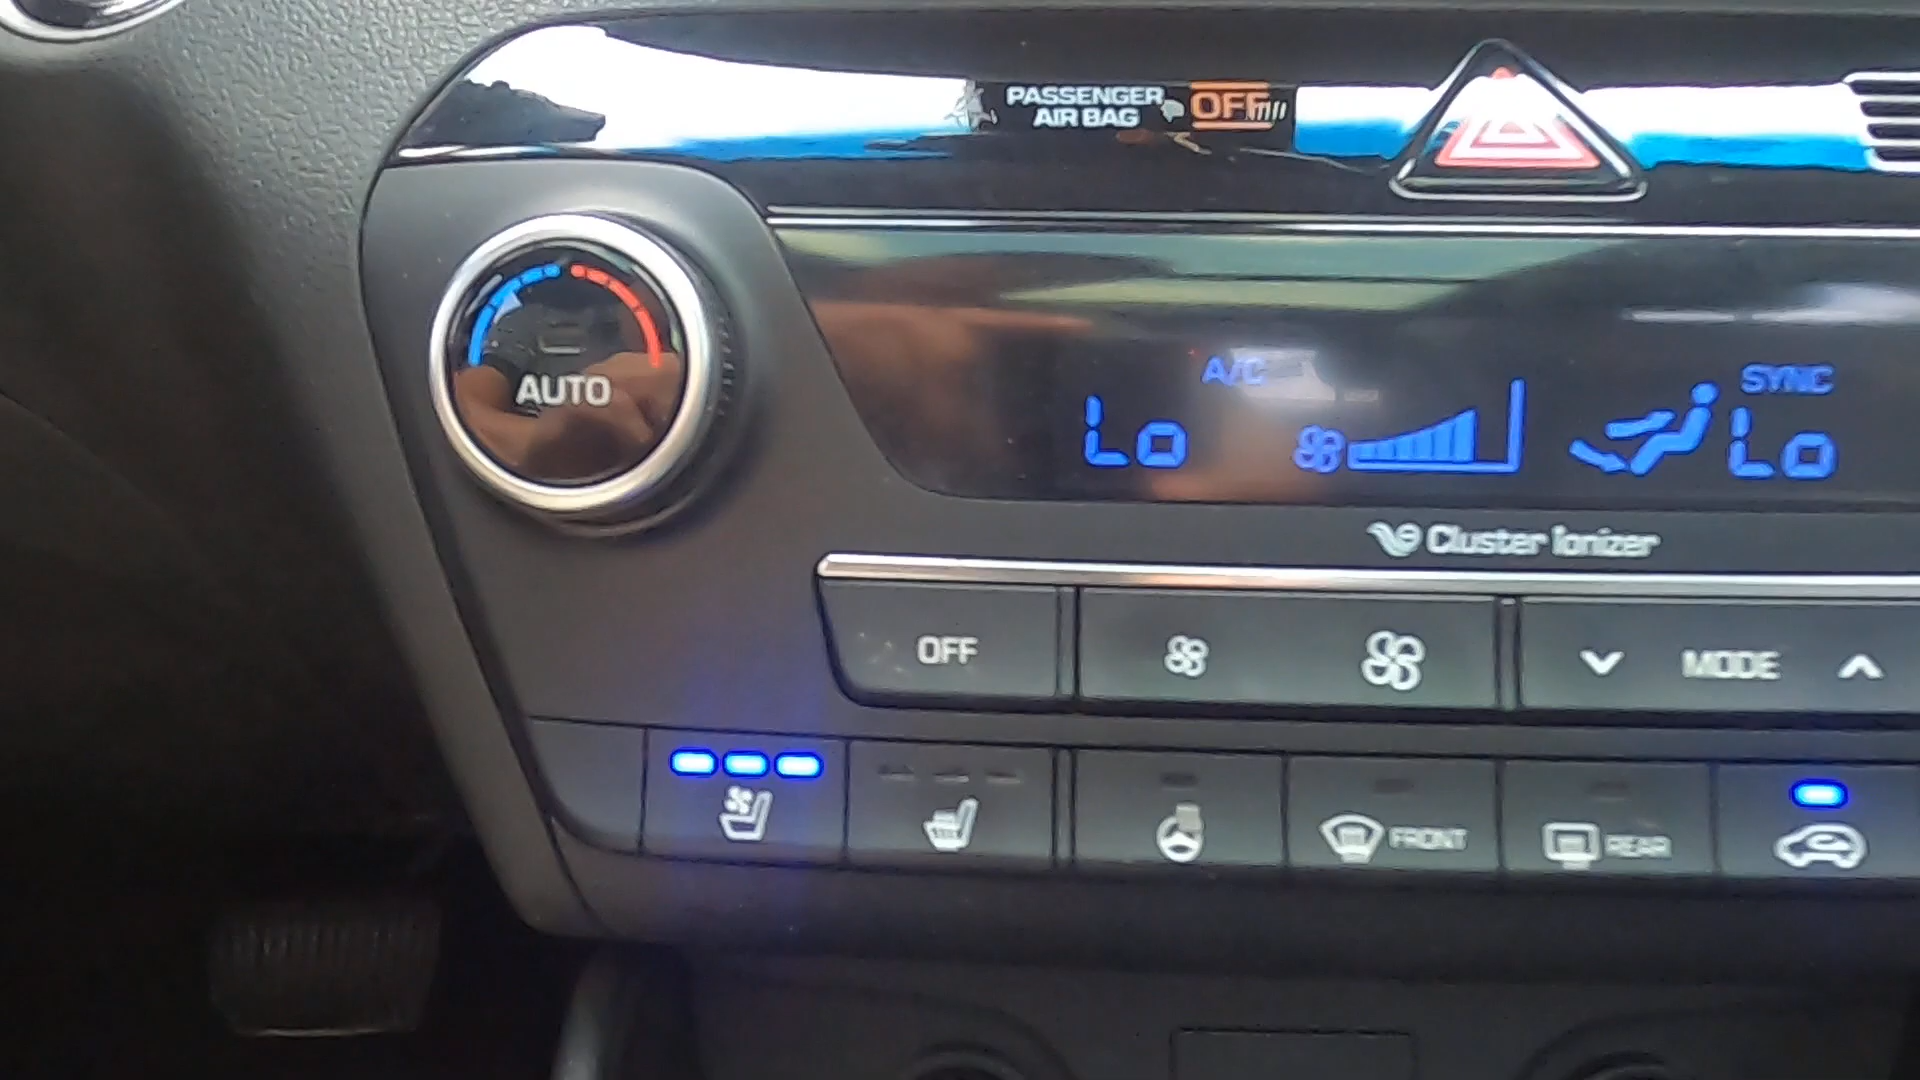 PASSENGER
AIR BAG
OFF
AUTO
A/C
SYNC
Lo
Lo
Cluster Ionizer
OFF
MODE
FRONT
REAR